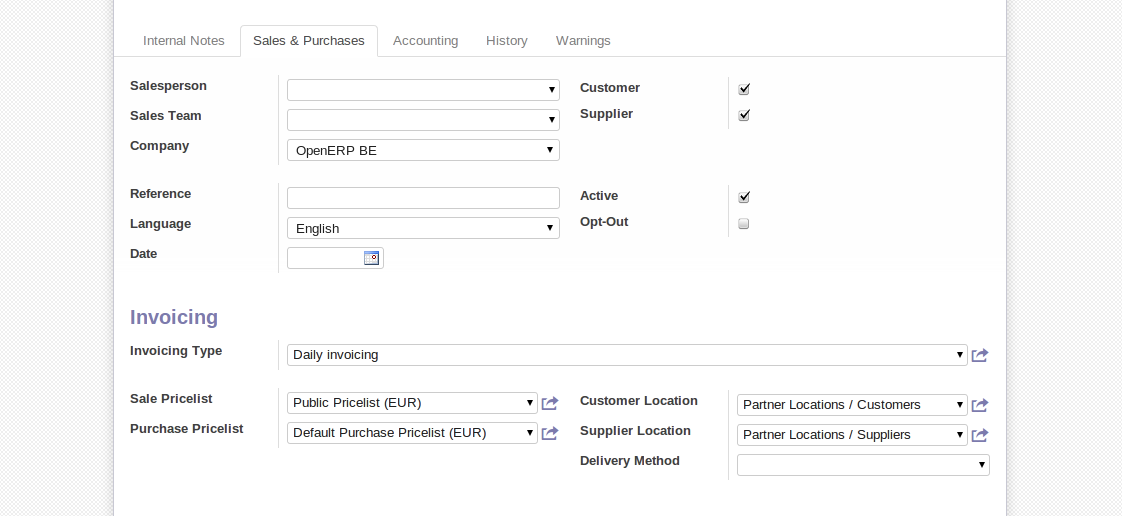 Internal Notes Sales & Purchases Accounting History Warnings
Salesperson
Sales Team
Company OpenERP BE
Customer
Supplier
Reference
Language English
Date
Active
Opt-Out
Invoicing
Invoicing Type Daily invoicing
Sale Pricelist Public Pricelist (EUR)
Purchase Pricelist Default Purchase Pricelist (EUR)
Customer Location Partner Locations / Customers
Supplier Location Partner Locations / Suppliers
Delivery Method